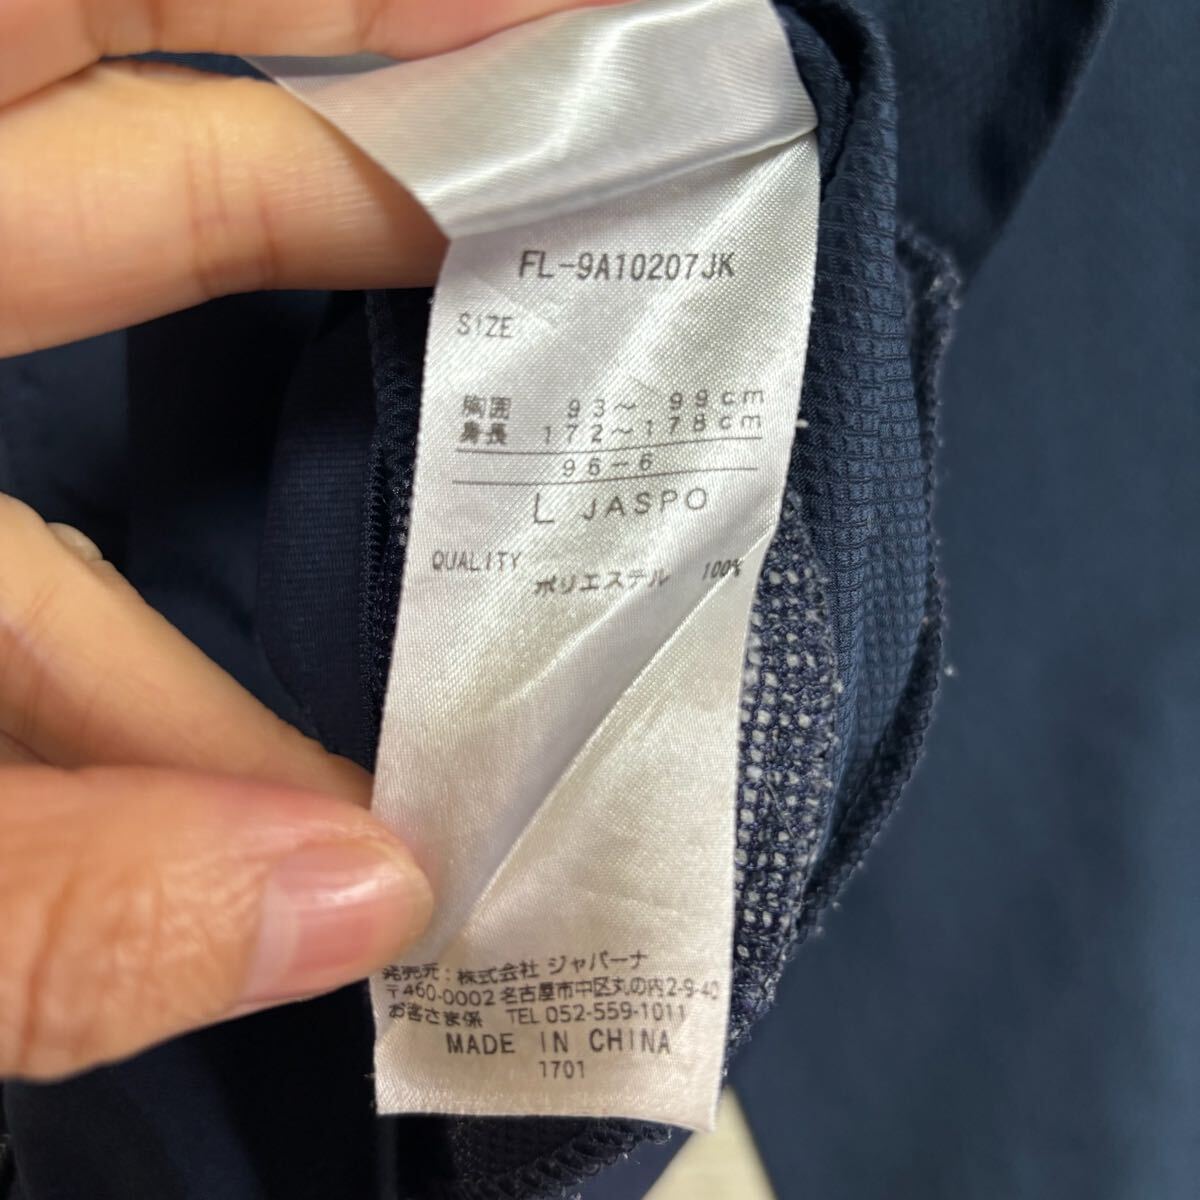 FL-9A10207JK
SIZE
胸囲 93～ 99cm
身長 172～178cm
96-6
L JASPO
QUALITY
ポリエステル 100%
発売元：株式会社 ジャパーナ
〒460-0002 名古屋市中区丸の内2-9-40
お客さま係 TEL 052-559-1011
MADE IN CHINA
1701